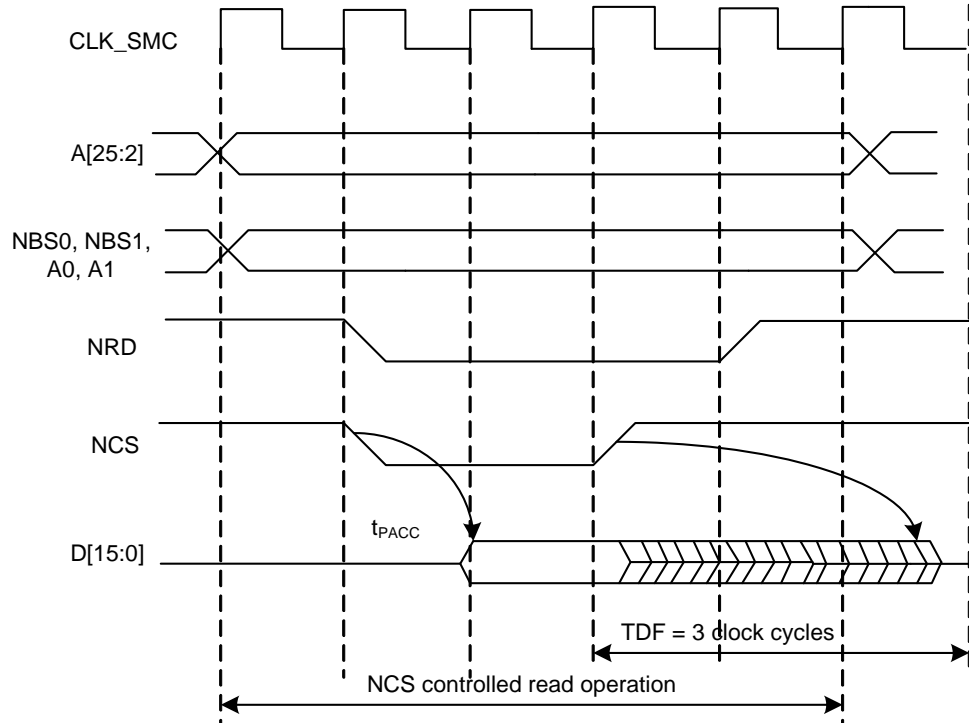 CLK_SMC
A[25:2]
NBS0, NBS1,
A0, A1
NRD
NCS
tPACC
D[15:0]
TDF = 3 clock cycles
NCS controlled read operation